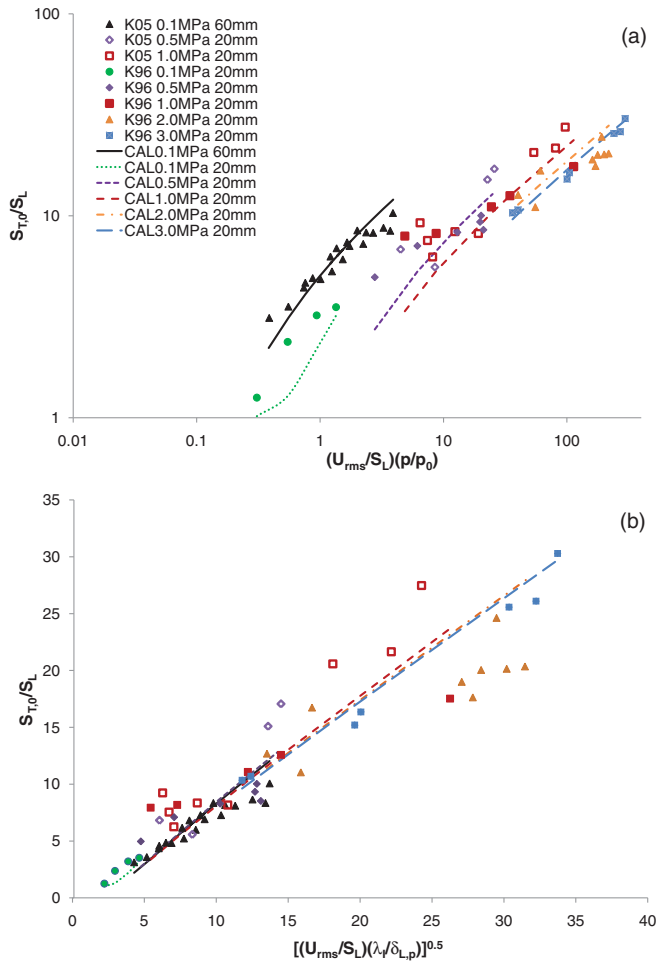 100
(a)
K05 0.1MPa 60mm
K05 0.5MPa 20mm
K05 1.0MPa 20mm
K96 0.1MPa 20mm
K96 0.5MPa 20mm
K96 1.0MPa 20mm
K96 2.0MPa 20mm
K96 3.0MPa 20mm
CAL0.1MPa 60mm
CAL0.1MPa 20mm
CAL0.5MPa 20mm
CAL1.0MPa 20mm
CAL2.0MPa 20mm
CAL3.0MPa 20mm
S_T,0/S_L
10
1
0.01 0.1 1 10 100
(U_rms/S_L)(p/p_0)
35
(b)
30
25
20
S_T,0/S_L
15
10
5
0
0 5 10 15 20 25 30 35 40
[(U_rms/S_L)(λ_I/δ_L,p)]^0.5